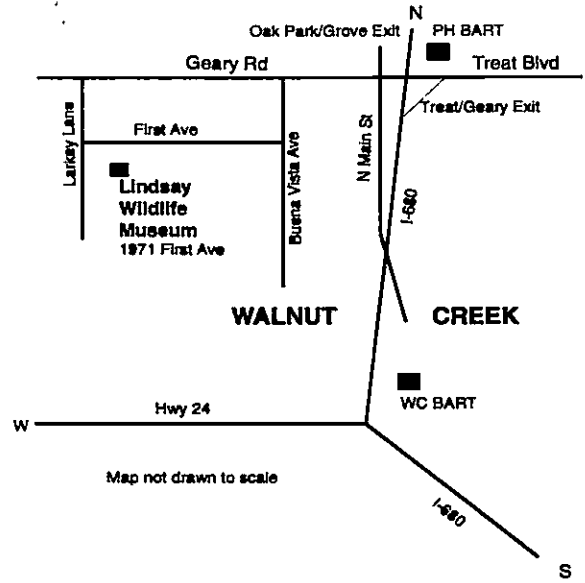 N
Oak Park/Grove Exit
PH BART
Geary Rd
Treat Blvd
Treat/Geary Exit
Larkey Lane
First Ave
N Main St
Buena Vista Ave
I-680
Lindsay
Wildlife
Museum
1971 First Ave
WALNUT CREEK
WC BART
Hwy 24
W
Map not drawn to scale
I-680
S